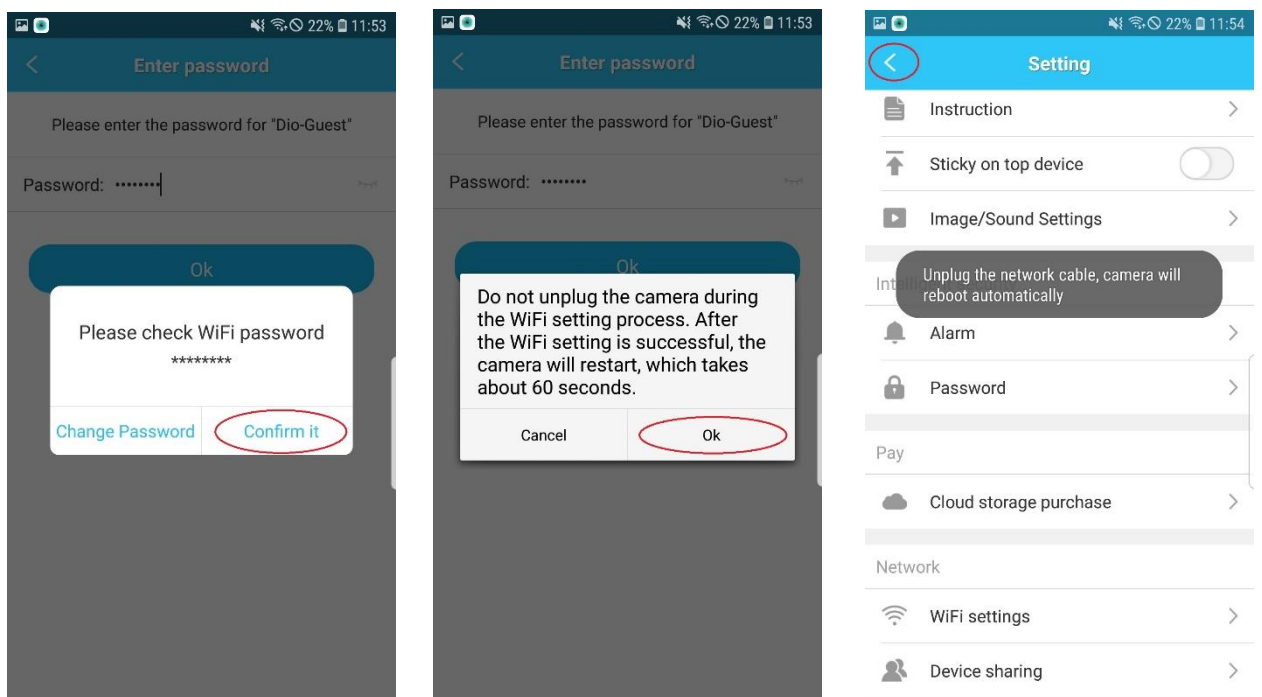 22% 11:53
Enter password
Please enter the password for "Dio-Guest"
Password: ••••••••
Ok
Please check WiFi password
********
Change Password
Confirm it
22% 11:53
Enter password
Please enter the password for "Dio-Guest"
Password: ••••••••
Ok
Do not unplug the camera during
the WiFi setting process. After
the WiFi setting is successful, the
camera will restart, which takes
about 60 seconds.
Cancel
Ok
22% 11:54
Setting
Instruction
Sticky on top device
Image/Sound Settings
Unplug the network cable, camera will
reboot automatically
Alarm
Password
Pay
Cloud storage purchase
Network
WiFi settings
Device sharing